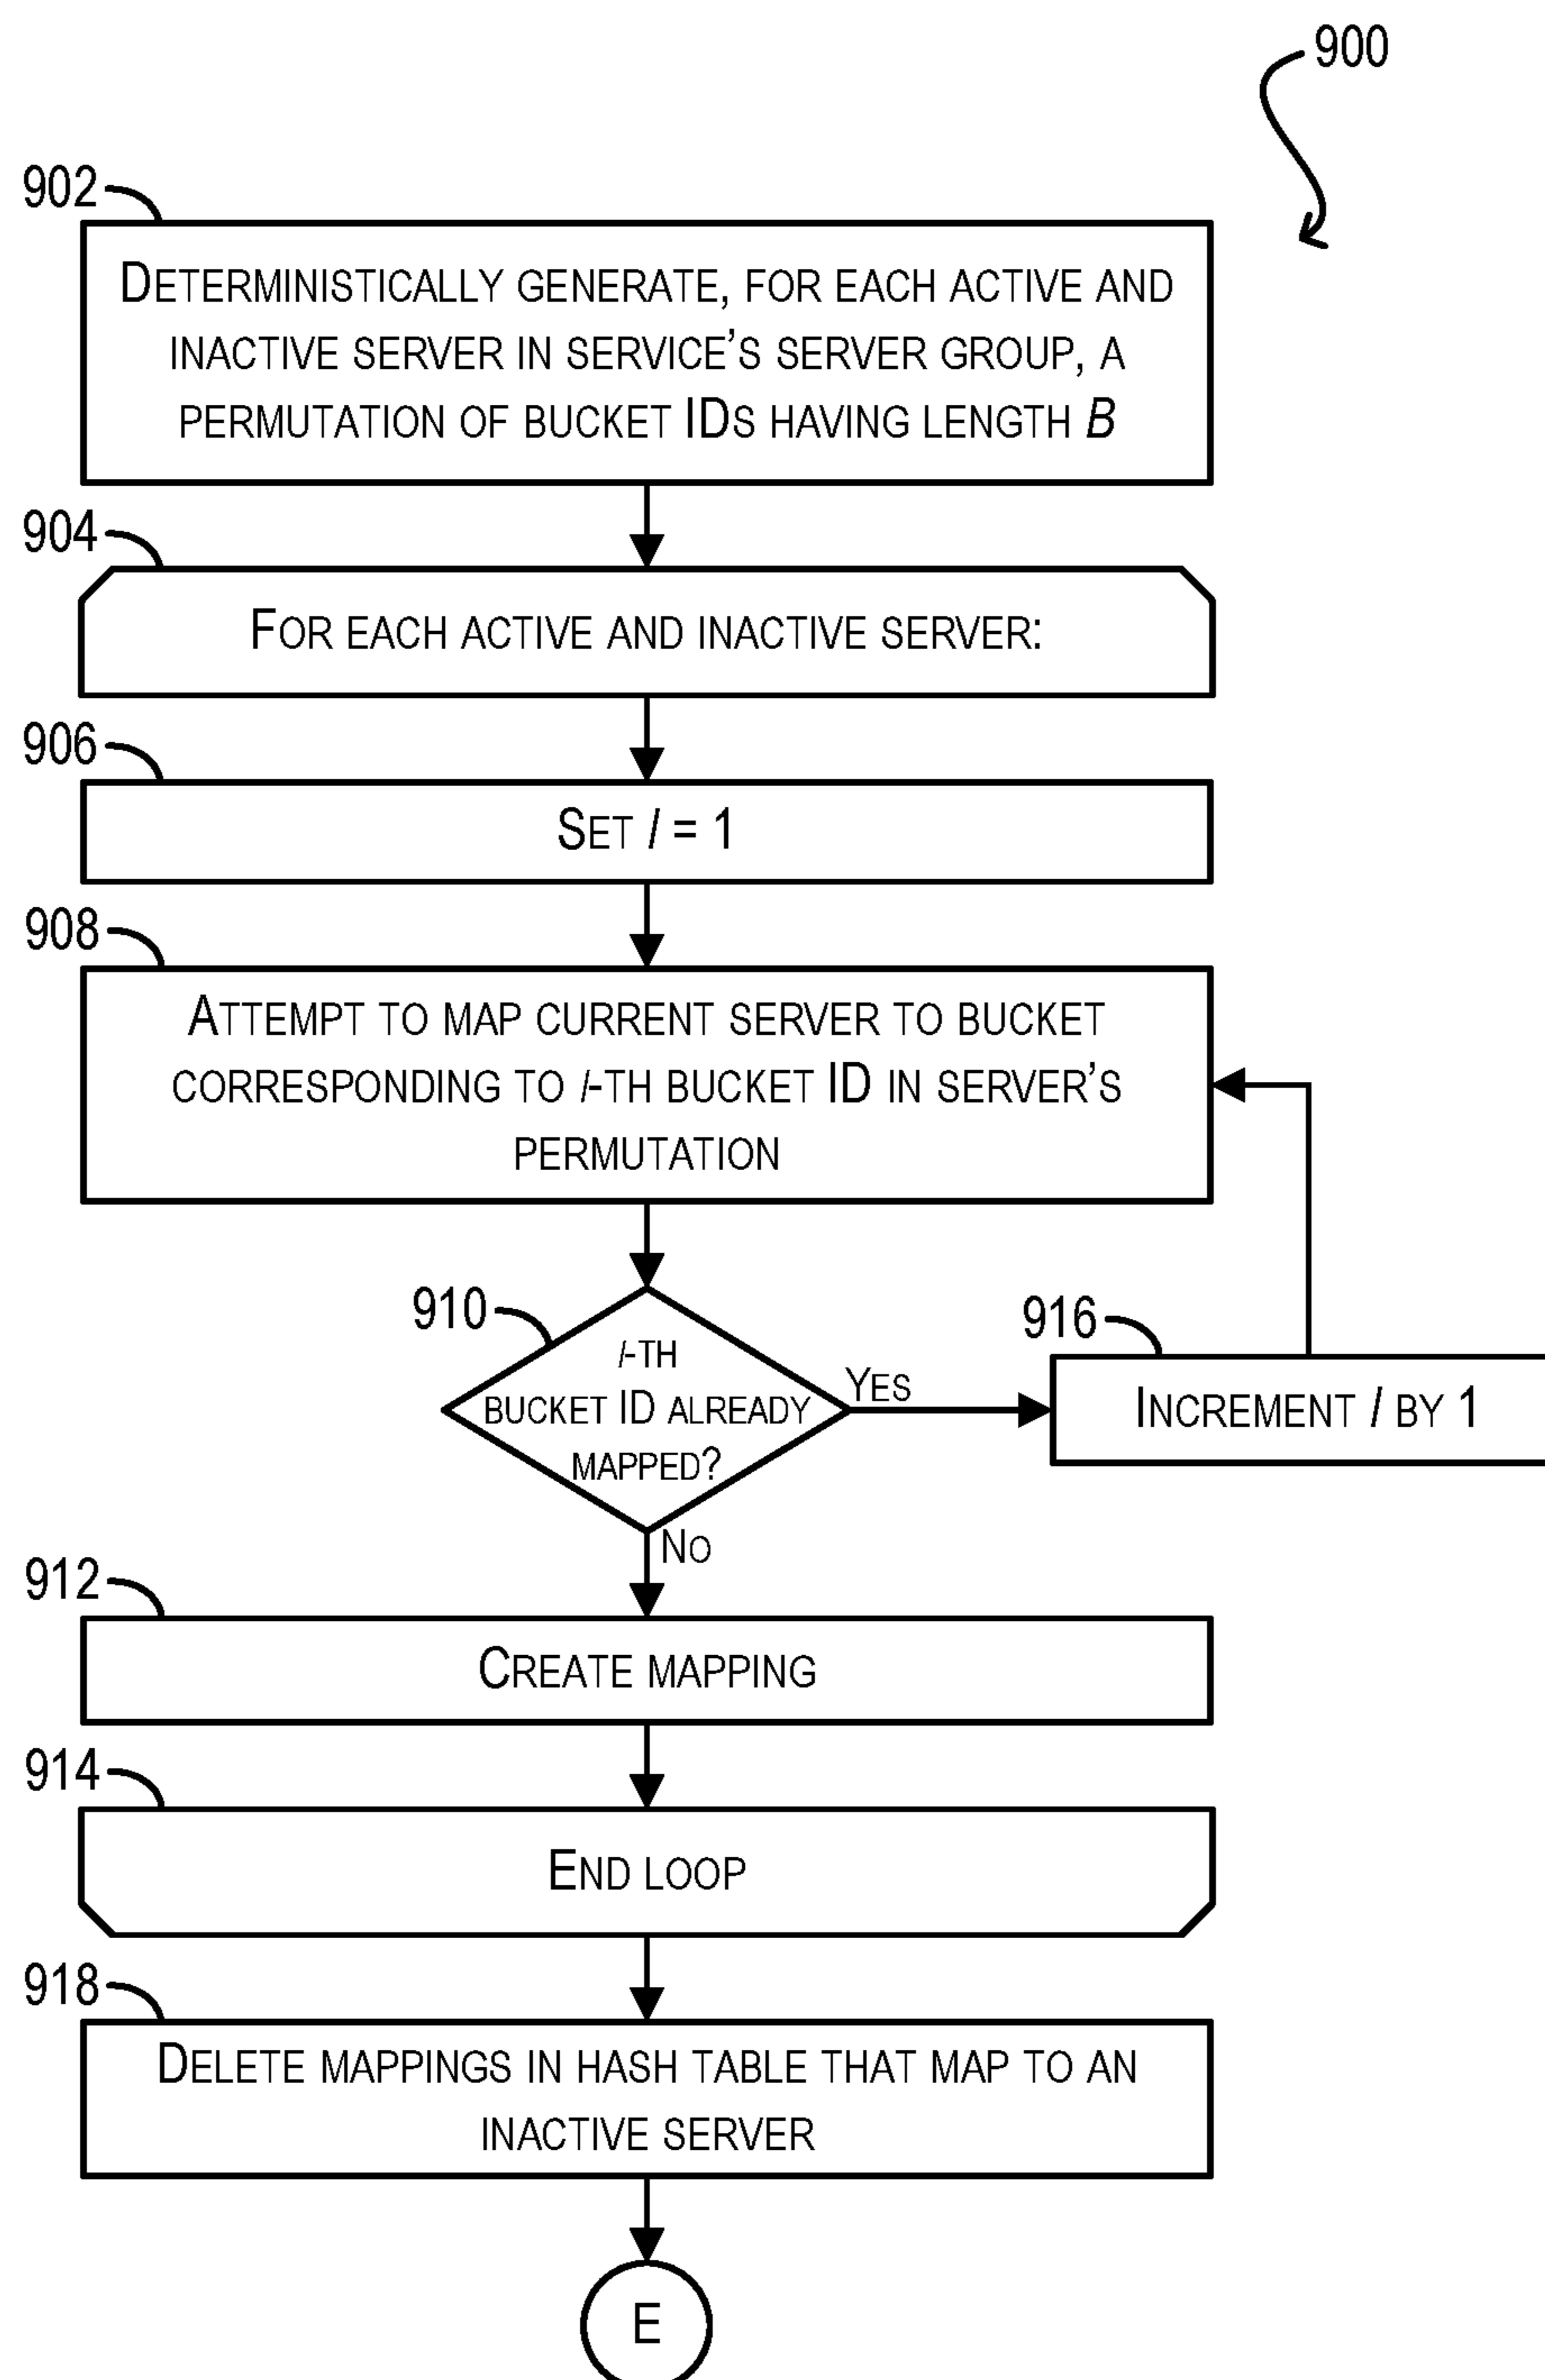 900
902
DETERMINISTICALLY GENERATE, FOR EACH ACTIVE AND
INACTIVE SERVER IN SERVICE'S SERVER GROUP, A
PERMUTATION OF BUCKET IDS HAVING LENGTH B
904
FOR EACH ACTIVE AND INACTIVE SERVER:
906
SET I = 1
908
ATTEMPT TO MAP CURRENT SERVER TO BUCKET
CORRESPONDING TO I-TH BUCKET ID IN SERVER'S
PERMUTATION
910
I-TH
BUCKET ID ALREADY
MAPPED?
YES
916
INCREMENT I BY 1
NO
912
CREATE MAPPING
914
END LOOP
918
DELETE MAPPINGS IN HASH TABLE THAT MAP TO AN
INACTIVE SERVER
E